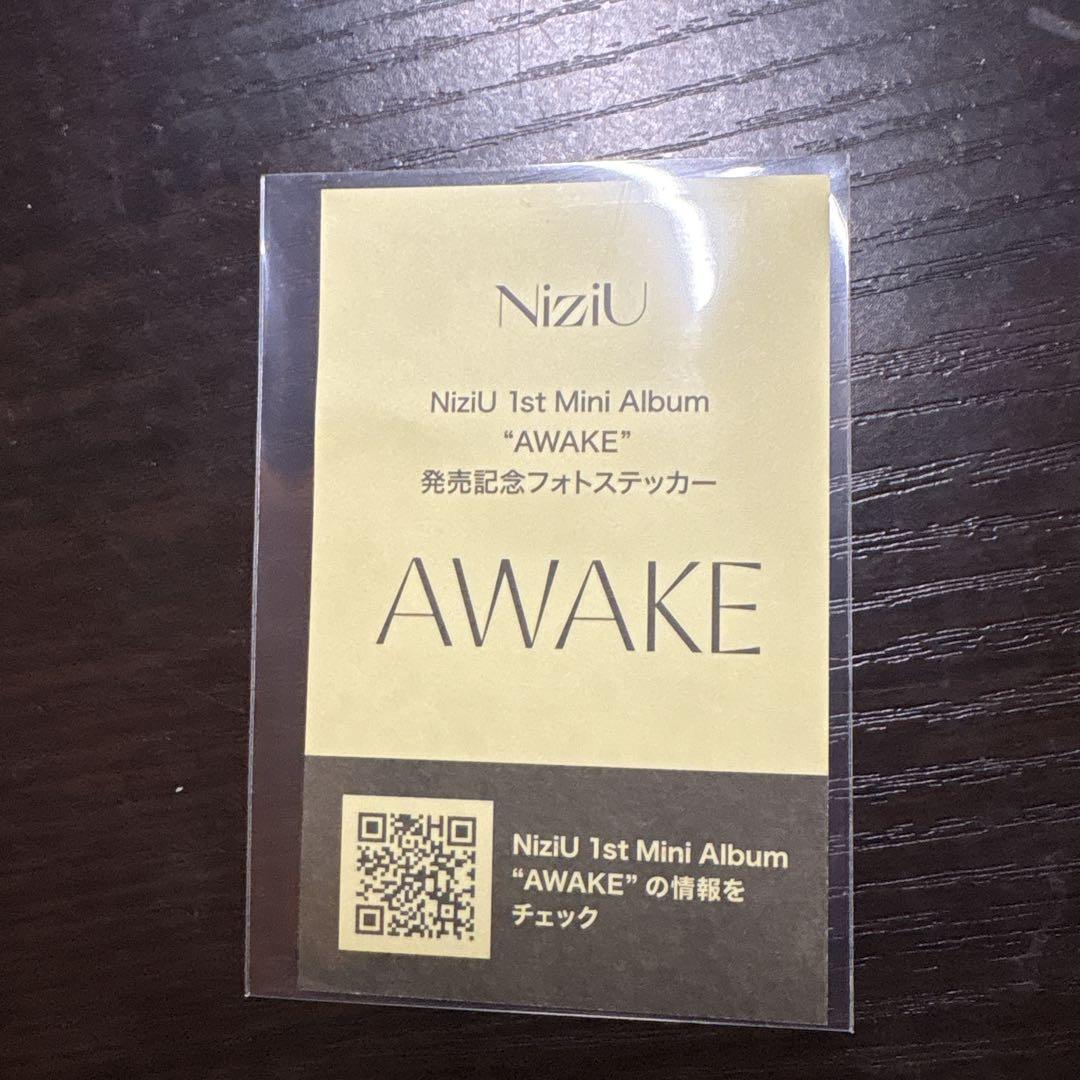 NiziU
NiziU 1st Mini Album
“AWAKE”
発売記念フォトステッカー
AWAKE
NiziU 1st Mini Album
“AWAKE” の情報を
チェック